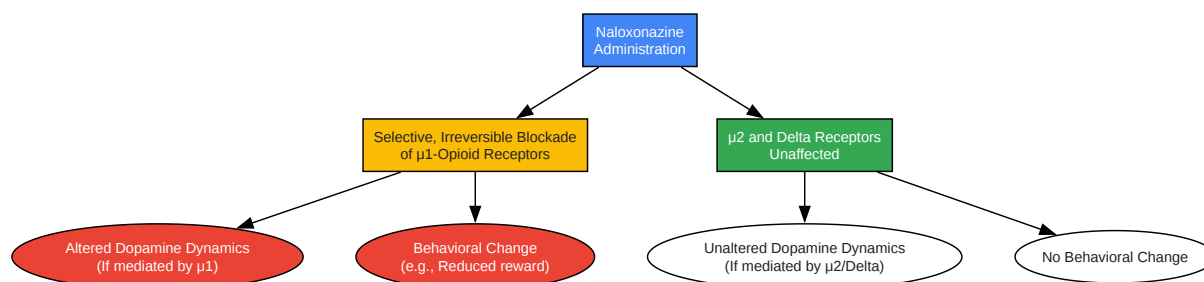 Naloxonazine
Administration
Selective, Irreversible Blockade
of μ1-Opioid Receptors
μ2 and Delta Receptors
Unaffected
Altered Dopamine Dynamics
(If mediated by μ1)
Behavioral Change
(e.g., Reduced reward)
Unaltered Dopamine Dynamics
(If mediated by μ2/Delta)
No Behavioral Change